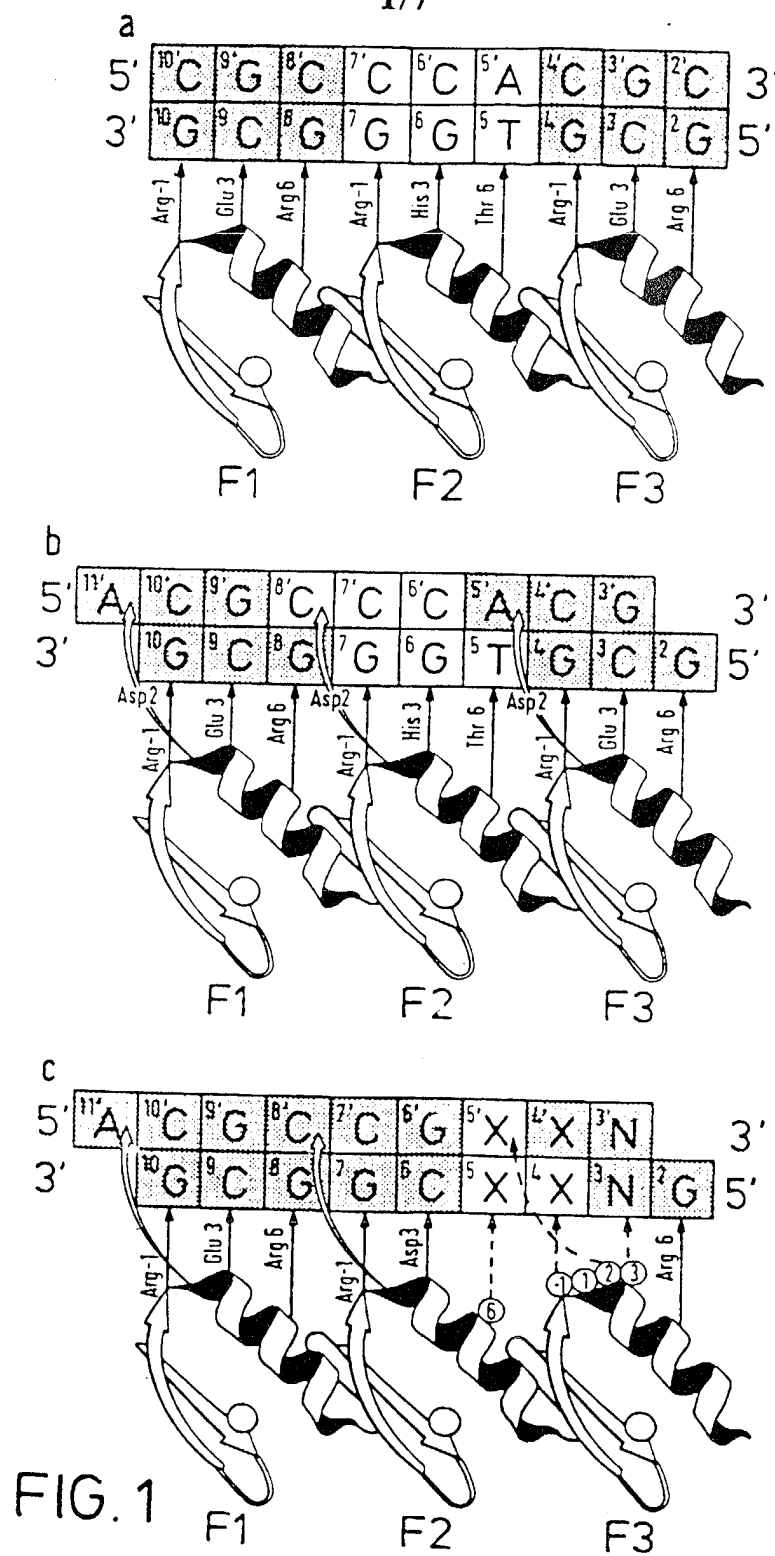 a
5' 10'C 9'G 8'C 7'C 6'C 5'A 4'C 3'G 2'C 3'
3' 10G 9C 8G 7G 6G 5T 4G 3C 2G 5'
Arg-1 Glu 3 Arg 6 Arg-1 His 3 Thr 6 Arg-1 Glu 3 Arg 6
F1 F2 F3
b
5' 11'A 10'C 9'G 8'C 7'C 6'C 5'A 4'C 3'G 3'
3' 10G 9C 8G 7G 6G 5T 4G 3C 2G 5'
Asp2 Asp2 Asp2
Arg-1 Glu 3 Arg 6 Arg-1 His 3 Thr 6 Arg-1 Glu 3 Arg 6
F1 F2 F3
c
5' 11'A 10'C 9'G 8'C 7'C 6'G 5'X 4'X 3'N 3'
3' 10G 9C 8G 7G 6C 5X 4X 3N 2G 5'
Arg-1 Glu 3 Arg 6 Arg-1 Asp3 6 -1 1 2 3 Arg 6
FIG. 1
F1 F2 F3